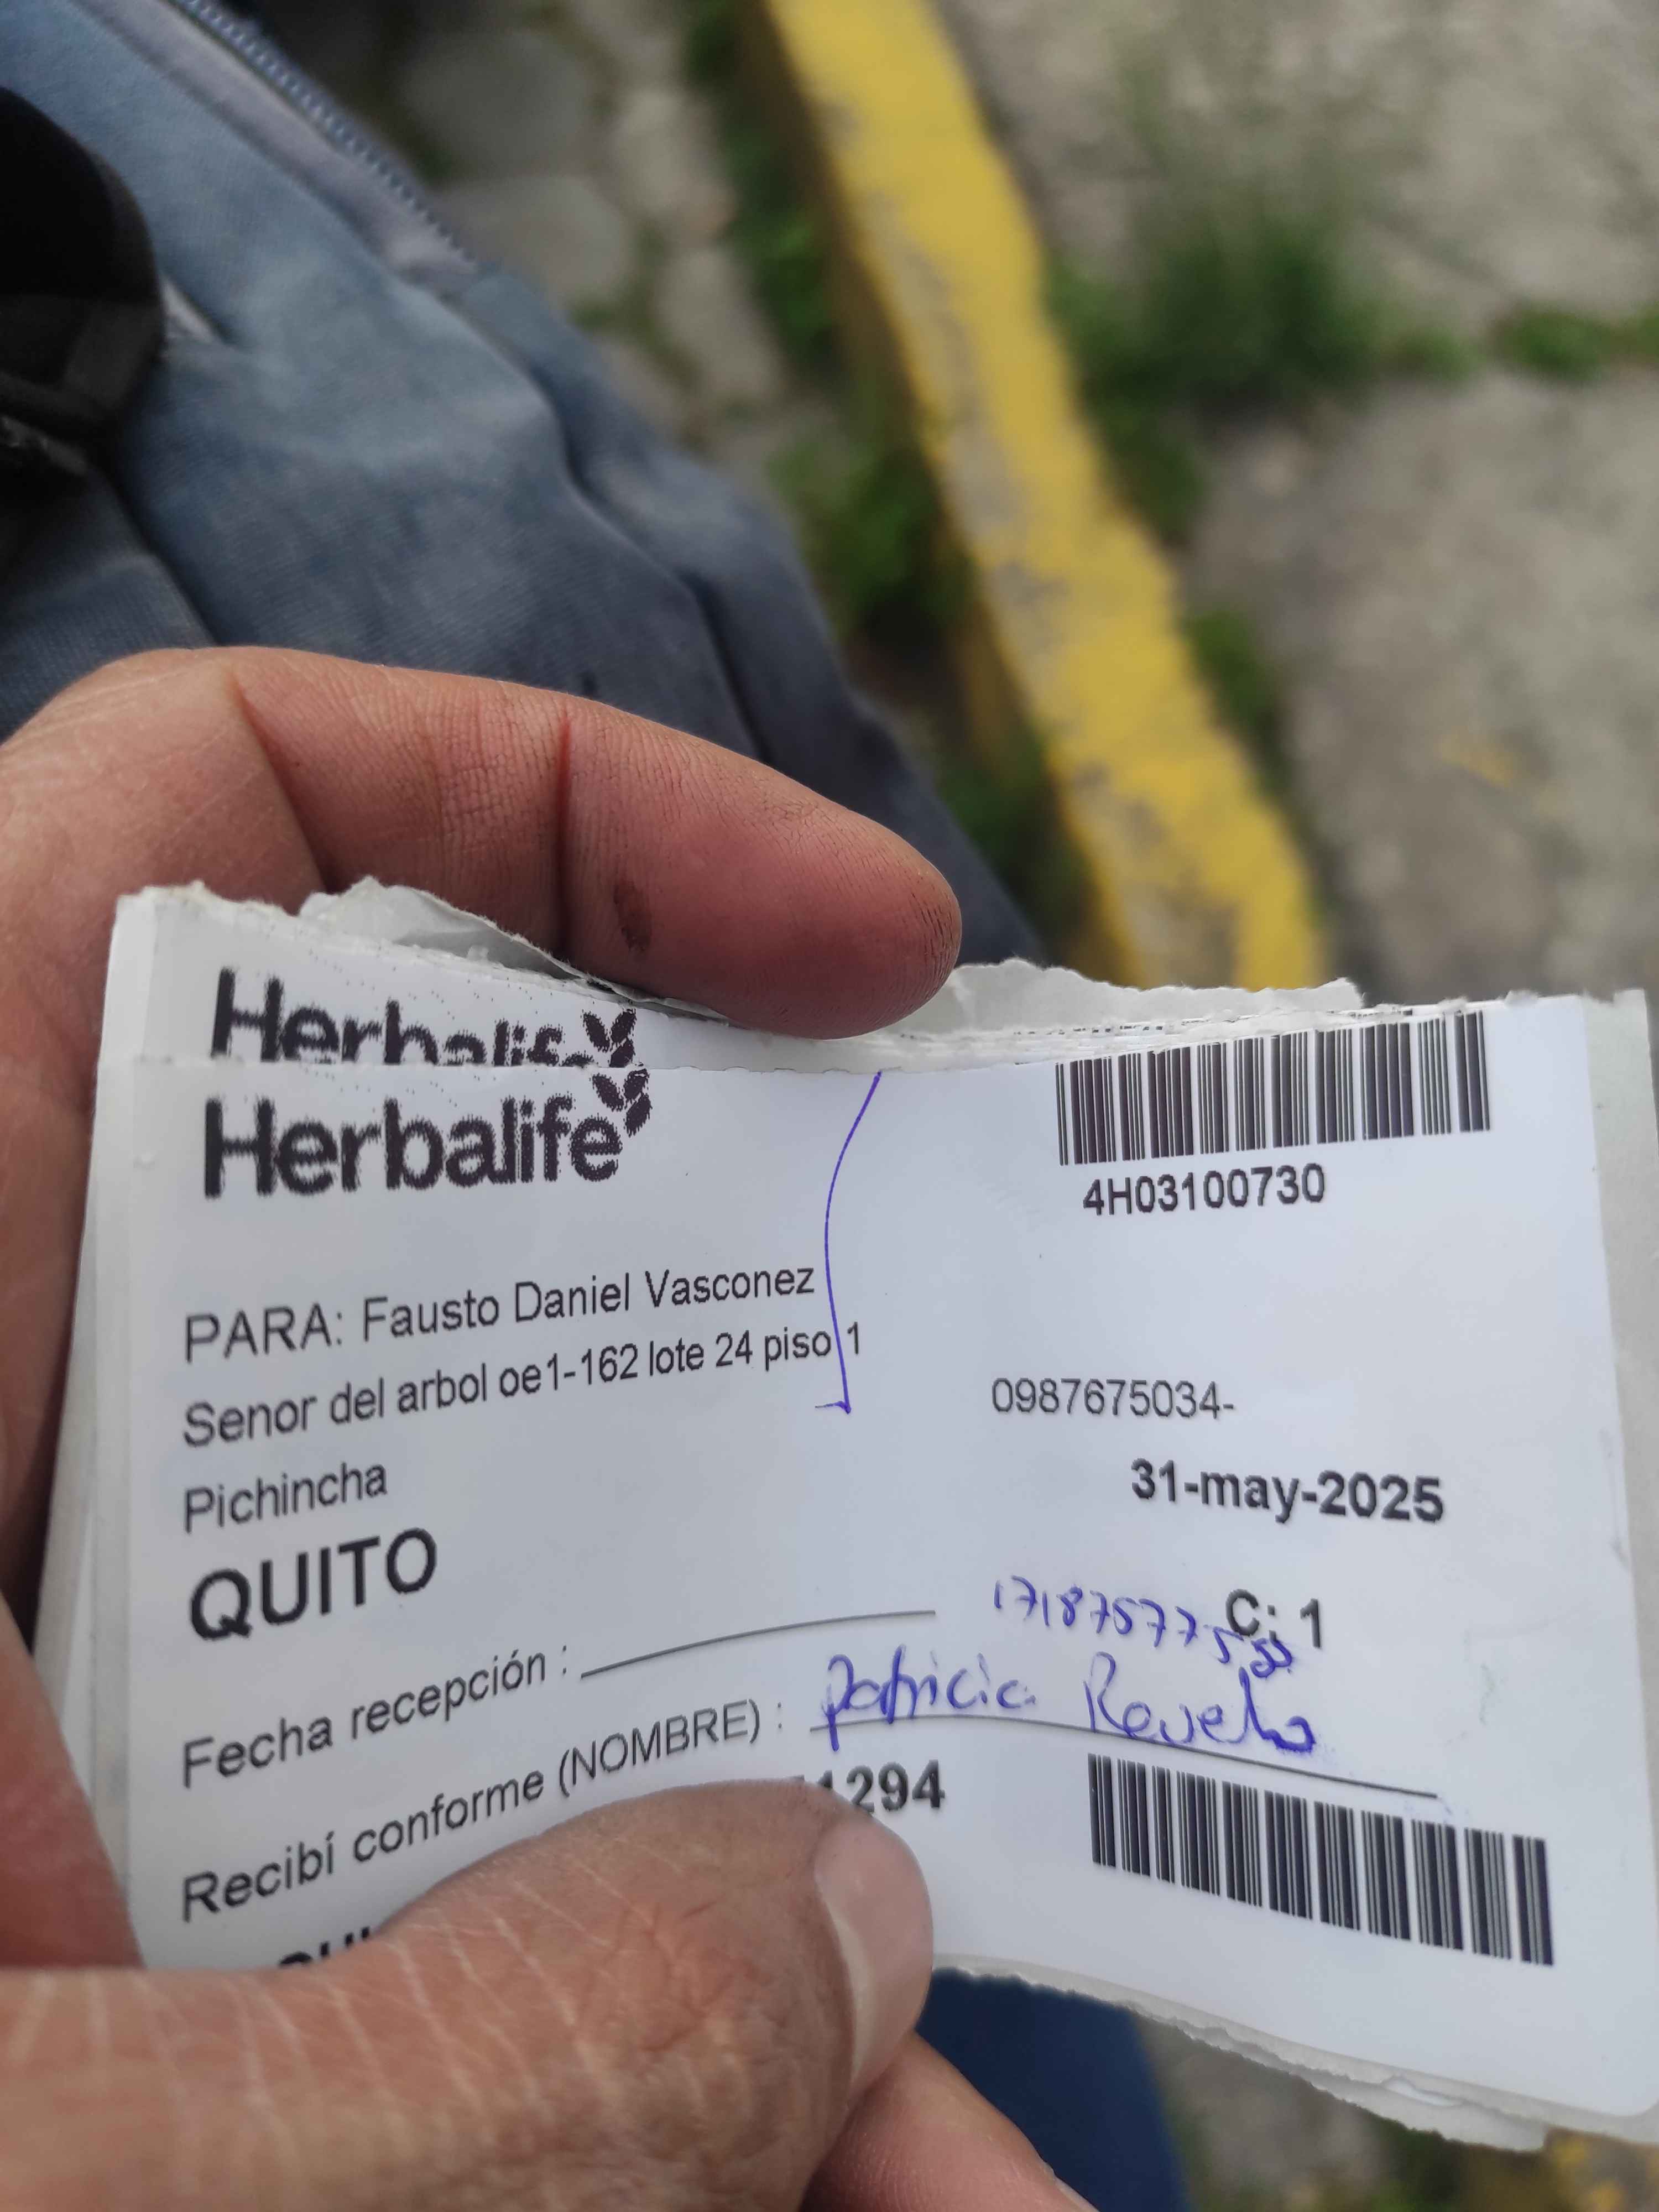 Herbalife
Herbalife
4H03100730
PARA: Fausto Daniel Vasconez
Senor del arbol oe1-162 lote 24 piso 1
0987675034-
Pichincha
31-may-2025
QUITO
C: 1
Fecha recepción :
Recibí conforme (NOMBRE) : Patricia Revelo
1294